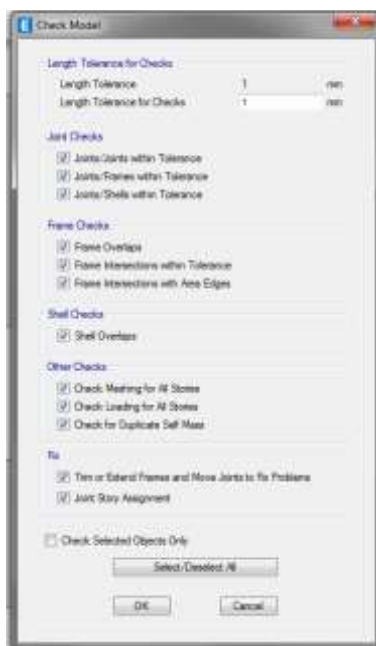 Check Model
Length Tolerance for Checks
Length Tolerance 1 mm
Length Tolerance for Checks 1 mm
Joint Checks
Joints/Joints within Tolerance
Joints/Frames within Tolerance
Joints/Shells within Tolerance
Frame Checks
Frame Overlaps
Frame Intersections within Tolerance
Frame Intersections with Area Edges
Shell Checks
Shell Overlaps
Other Checks
Check Meshing for All Stories
Check Loading for All Stories
Check for Duplicate Self Mass
Fix
Trim or Extend Frames and Move Joints to Fix Problems
Joint Story Assignment
Check Selected Objects Only
Select/Deselect All
OK Cancel